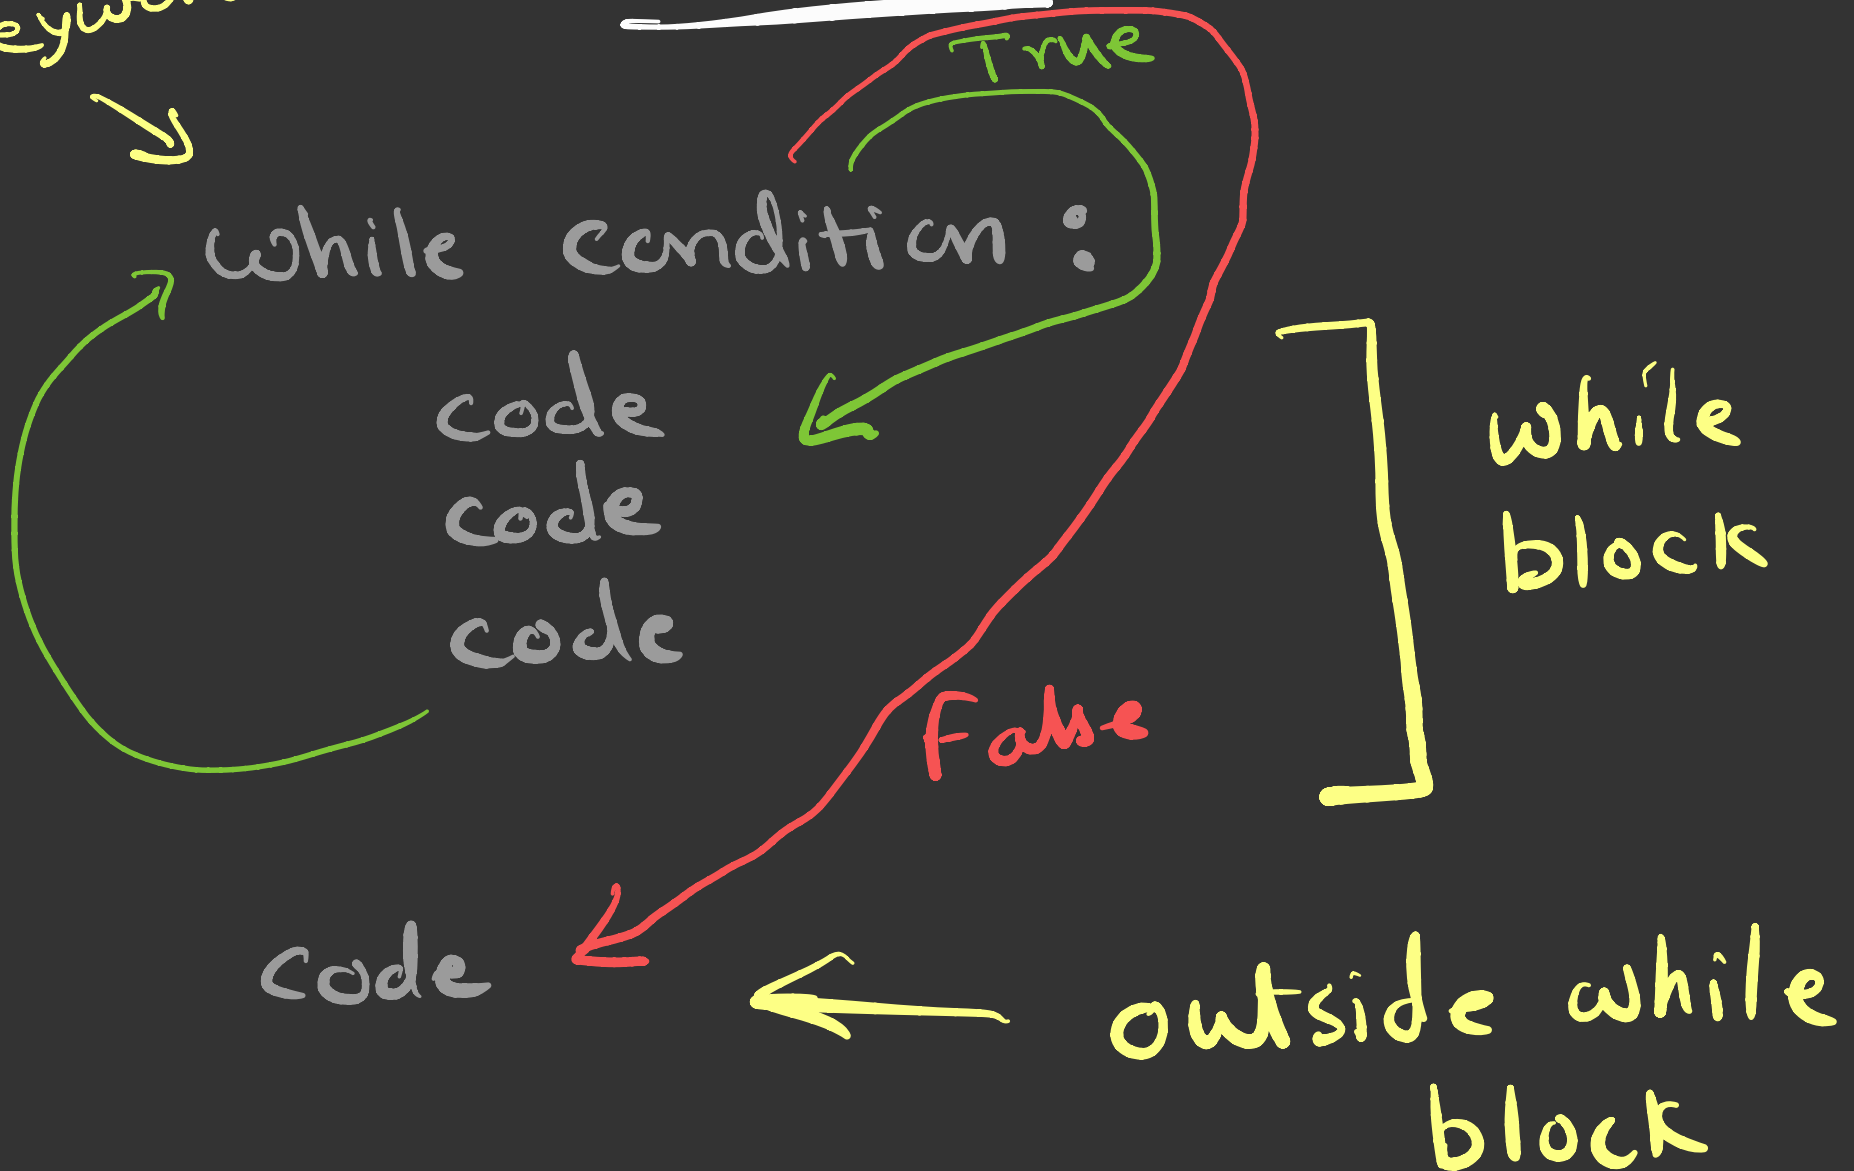 True
while condition :
code
code
code
while
block
False
code
outside while
block